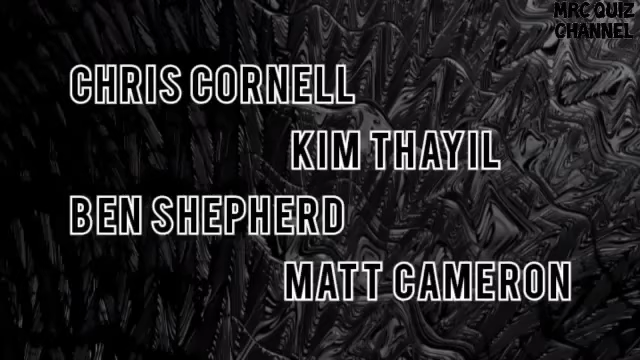 MRC QUIZ
CHANNEL
CHRIS CORNELL
KIM THAYIL
BEN SHEPHERD
MATT CAMERON